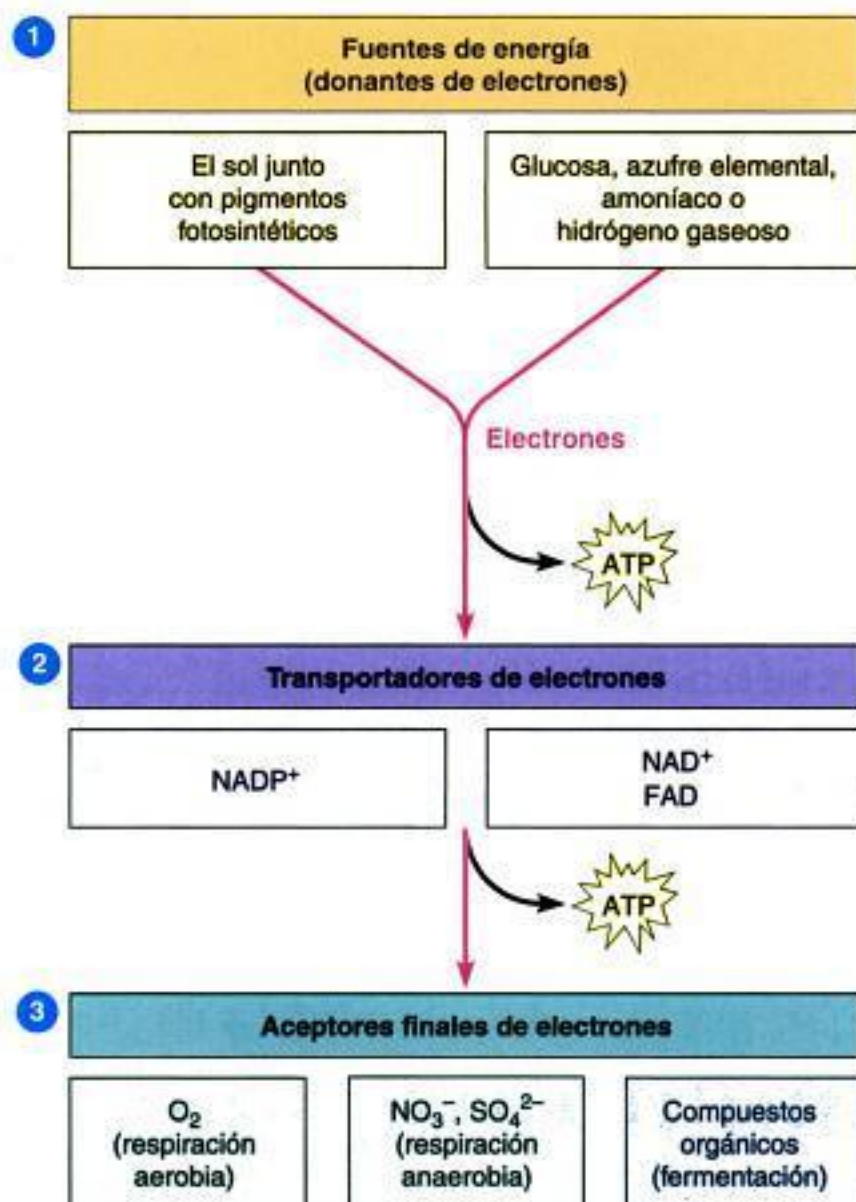 1
Fuentes de energía
(donantes de electrones)
El sol junto
con pigmentos
fotosintéticos
Glucosa, azufre elemental,
amoníaco o
hidrógeno gaseoso
Electrones
ATP
2
Transportadores de electrones
NADP⁺
NAD⁺
FAD
ATP
3
Aceptores finales de electrones
O₂
(respiración
aerobia)
NO₃⁻, SO₄²⁻
(respiración
anaerobia)
Compuestos
orgánicos
(fermentación)